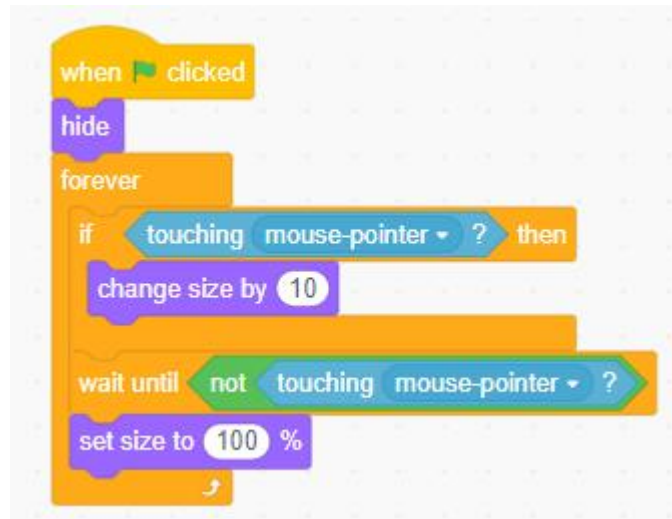 when clicked
hide
forever
if touching mouse-pointer ? then
change size by 10
wait until not touching mouse-pointer ?
set size to 100 %